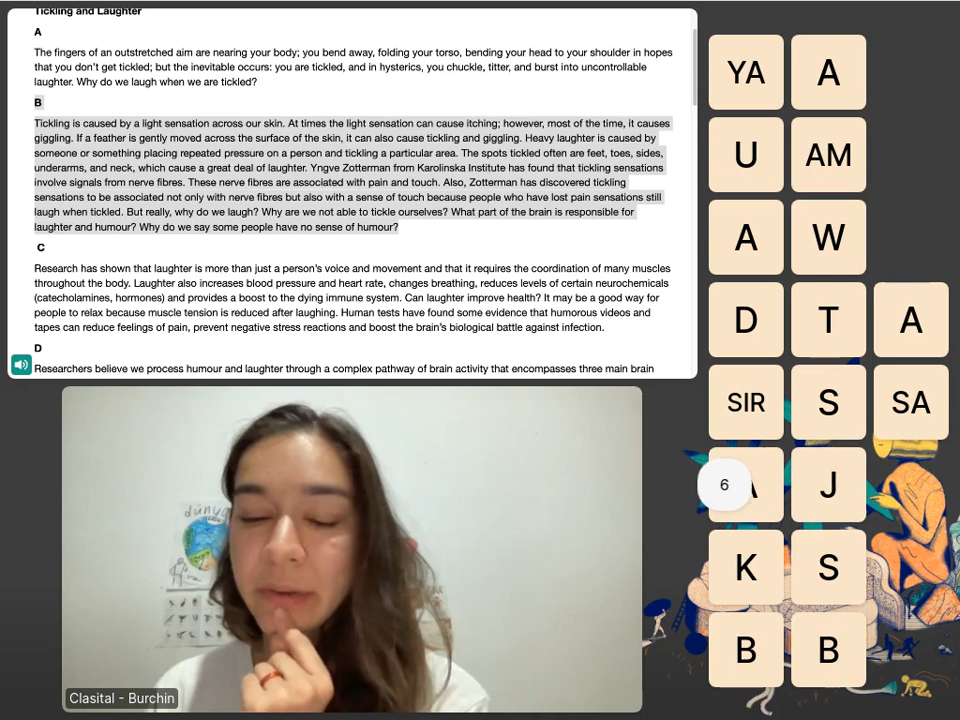 Tickling and Laughter
A
The fingers of an outstretched aim are nearing your body; you bend away, folding your torso, bending your head to your shoulder in hopes
that you don't get tickled; but the inevitable occurs: you are tickled, and in hysterics, you chuckle, titter, and burst into uncontrollable
laughter. Why do we laugh when we are tickled?
B
Tickling is caused by a light sensation across our skin. At times the light sensation can cause itching; however, most of the time, it causes
giggling. If a feather is gently moved across the surface of the skin, it can also cause tickling and giggling. Heavy laughter is caused by
someone or something placing repeated pressure on a person and tickling a particular area. The spots tickled often are feet, toes, sides,
underarms, and neck, which cause a great deal of laughter. Yngve Zotterman from Karolinska Institute has found that tickling sensations
involve signals from nerve fibres. These nerve fibres are associated with pain and touch. Also, Zotterman has discovered tickling
sensations to be associated not only with nerve fibres but also with a sense of touch because people who have lost pain sensations still
laugh when tickled. But really, why do we laugh? Why are we not able to tickle ourselves? What part of the brain is responsible for
laughter and humour? Why do we say some people have no sense of humour?
C
Research has shown that laughter is more than just a person's voice and movement and that it requires the coordination of many muscles
throughout the body. Laughter also increases blood pressure and heart rate, changes breathing, reduces levels of certain neurochemicals
(catecholamines, hormones) and provides a boost to the dying immune system. Can laughter improve health? It may be a good way for
people to relax because muscle tension is reduced after laughing. Human tests have found some evidence that humorous videos and
tapes can reduce feelings of pain, prevent negative stress reactions and boost the brain's biological battle against infection.
D
Researchers believe we process humour and laughter through a complex pathway of brain activity that encompasses three main brain
YA A
U AM
A W
D T A
SIR S SA
6 J
K S
B B
dünya
Clasital - Burchin